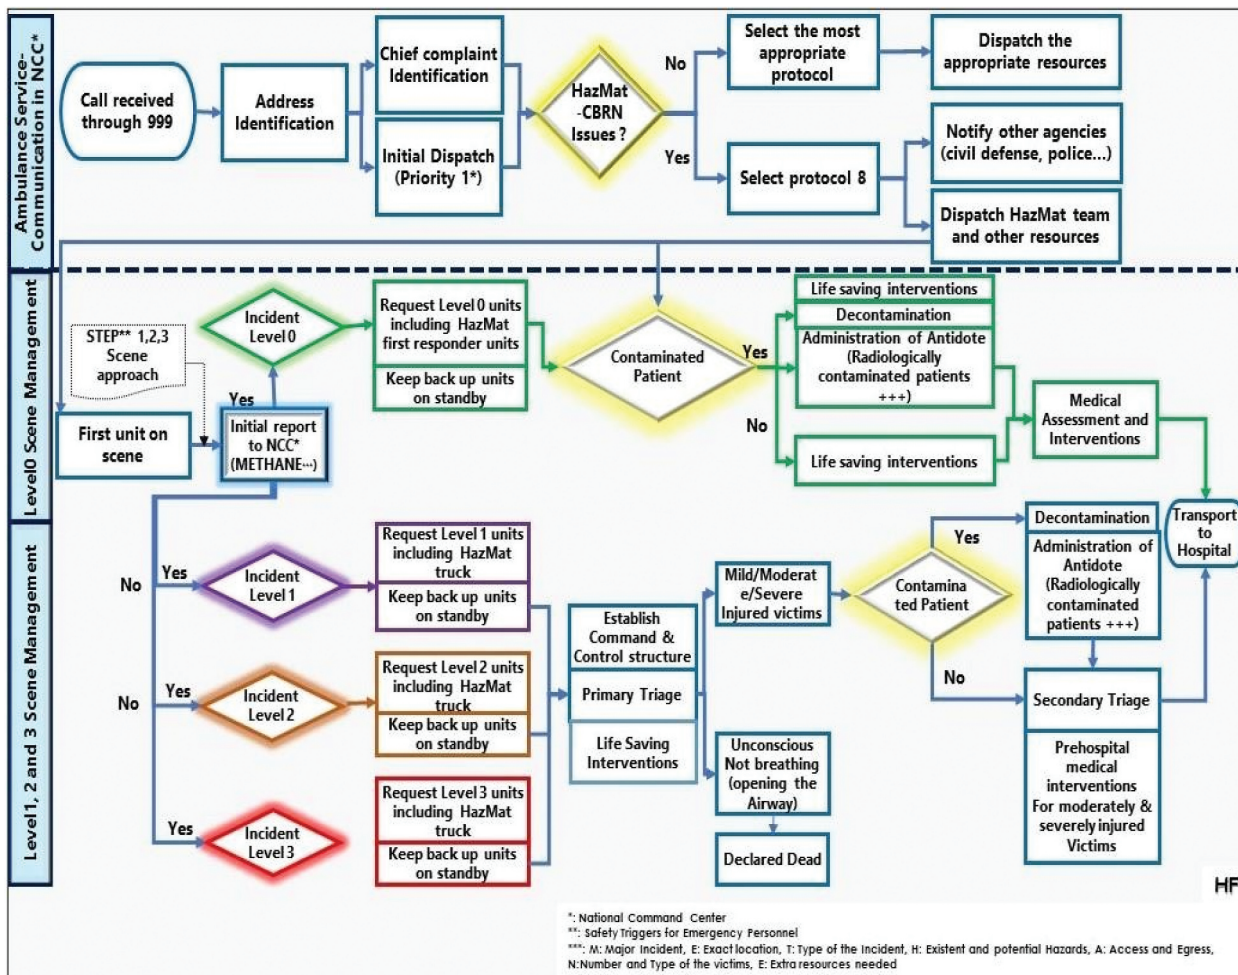 Ambulance Service-
Communication in NCC*
Call received
through 999
Address
Identification
Chief complaint
Identification
Initial Dispatch
(Priority 1*)
HazMat
-CBRN
Issues ?
No
Yes
Select the most
appropriate
protocol
Dispatch the
appropriate resources
Select protocol 8
Notify other agencies
(civil defense, police...)
Dispatch HazMat team
and other resources
Level0 Scene Management
STEP** 1,2,3
Scene
approach
First unit on
scene
Yes
Initial report
to NCC*
(METHANE...)
Incident
Level 0
Request Level 0 units
including HazMat
first responder units
Keep back up units
on standby
Contaminated
Patient
Yes
No
Life saving interventions
Decontamination
Administration of Antidote
(Radiologically
contaminated patients
+++)
Life saving interventions
Medical
Assessment and
Interventions
Transport
to
Hospital
Level 1, 2 and 3 Scene Management
No
Yes
Incident
Level 1
Request Level 1 units
including HazMat
truck
Keep back up units
on standby
No
Yes
Incident
Level 2
Request Level 2 units
including HazMat
truck
Keep back up units
on standby
Yes
Incident
Level 3
Request Level 3 units
including HazMat
truck
Keep back up units
on standby
Establish
Command &
Control structure
Primary Triage
Life Saving
Interventions
Mild/Moderat
e/Severe
Injured victims
Unconscious
Not breathing
(opening the
Airway)
Declared Dead
Contamina
ted Patient
Yes
No
Decontamination
Administration of
Antidote
(Radiologically
contaminated
patients +++)
Secondary Triage
Prehospital
medical
interventions
For moderately &
severely injured
Victims
HF
*: National Command Center
**: Safety Triggers for Emergency Personnel
***: M: Major Incident, E: Exact location, T: Type of the Incident, H: Existent and potential Hazards, A: Access and Egress,
N:Number and Type of the victims, E: Extra resources needed